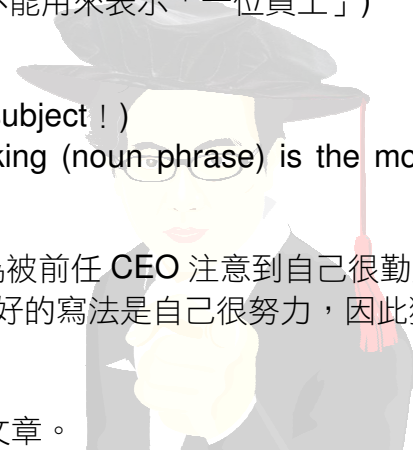 不能用來表示「一位員工」)
subject！)
king (noun phrase) is the mo
為被前任 CEO 注意到自己很勤
好的寫法是自己很努力，因此
文章。